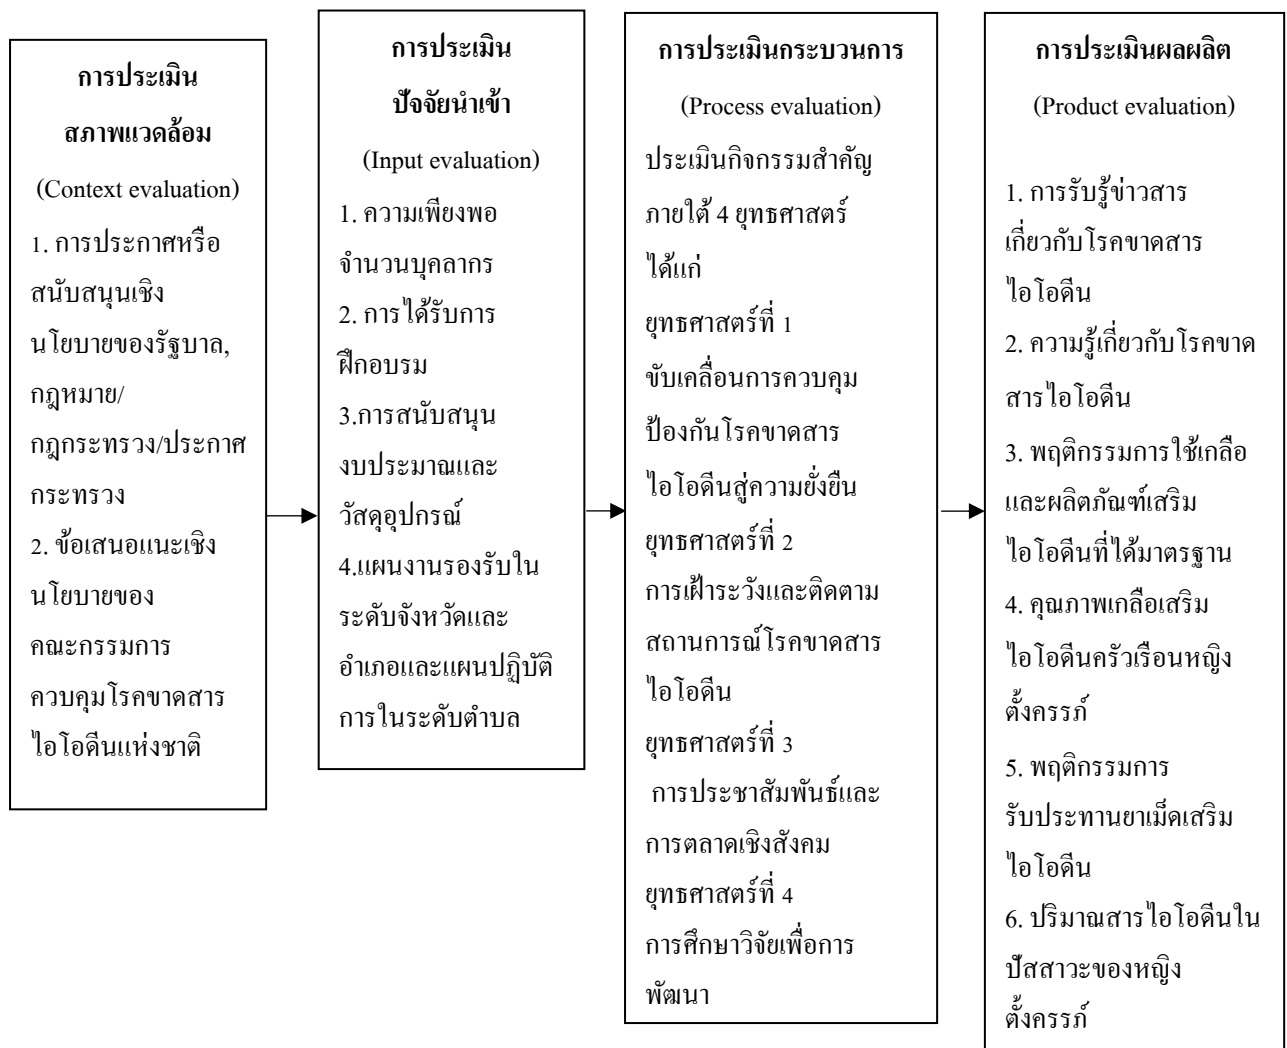 การประเมิน
สภาพแวดล้อม
(Context evaluation)
1. การประกาศหรือ
สนับสนุนเชิง
นโยบายของรัฐบาล,
กฎหมาย/
กฎกระทรวง/ประกาศ
กระทรวง
2. ข้อเสนอแนะเชิง
นโยบายของ
คณะกรรมการ
ควบคุมโรคขาดสาร
ไอโอดีนแห่งชาติ
การประเมิน
ปัจจัยนำเข้า
(Input evaluation)
1. ความเพียงพอ
จำนวนบุคลากร
2. การได้รับการ
ฝึกอบรม
3.การสนับสนุน
งบประมาณและ
วัสดุอุปกรณ์
4.แผนงานรองรับใน
ระดับจังหวัดและ
อำเภอและแผนปฏิบัติ
การในระดับตำบล
การประเมินกระบวนการ
(Process evaluation)
ประเมินกิจกรรมสำคัญ
ภายใต้ 4 ยุทธศาสตร์
ได้แก่
ยุทธศาสตร์ที่ 1
ขับเคลื่อนการควบคุม
ป้องกันโรคขาดสาร
ไอโอดีนสู่ความยั่งยืน
ยุทธศาสตร์ที่ 2
การเฝ้าระวังและติดตาม
สถานการณ์โรคขาดสาร
ไอโอดีน
ยุทธศาสตร์ที่ 3
การประชาสัมพันธ์และ
การตลาดเชิงสังคม
ยุทธศาสตร์ที่ 4
การศึกษาวิจัยเพื่อการ
พัฒนา
การประเมินผลผลิต
(Product evaluation)
1. การรับรู้ข่าวสาร
เกี่ยวกับโรคขาดสาร
ไอโอดีน
2. ความรู้เกี่ยวกับโรคขาด
สารไอโอดีน
3. พฤติกรรมการใช้เกลือ
และผลิตภัณฑ์เสริม
ไอโอดีนที่ได้มาตรฐาน
4. คุณภาพเกลือเสริม
ไอโอดีนครัวเรือนหญิง
ตั้งครรภ์
5. พฤติกรรมการ
รับประทานยาเม็ดเสริม
ไอโอดีน
6. ปริมาณสารไอโอดีนใน
ปัสสาวะของหญิง
ตั้งครรภ์